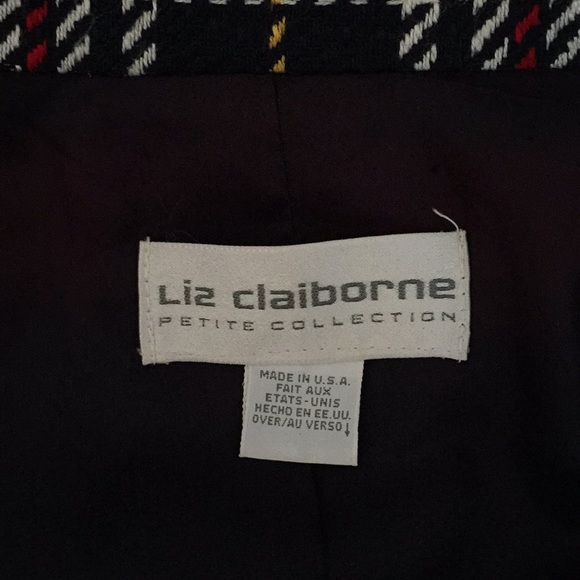 Liz claiborne
PETITE COLLECTION
MADE IN U.S.A.
FAIT AUX
ETATS-UNIS
HECHO EN EE.UU.
OVER/AU VERSO↓